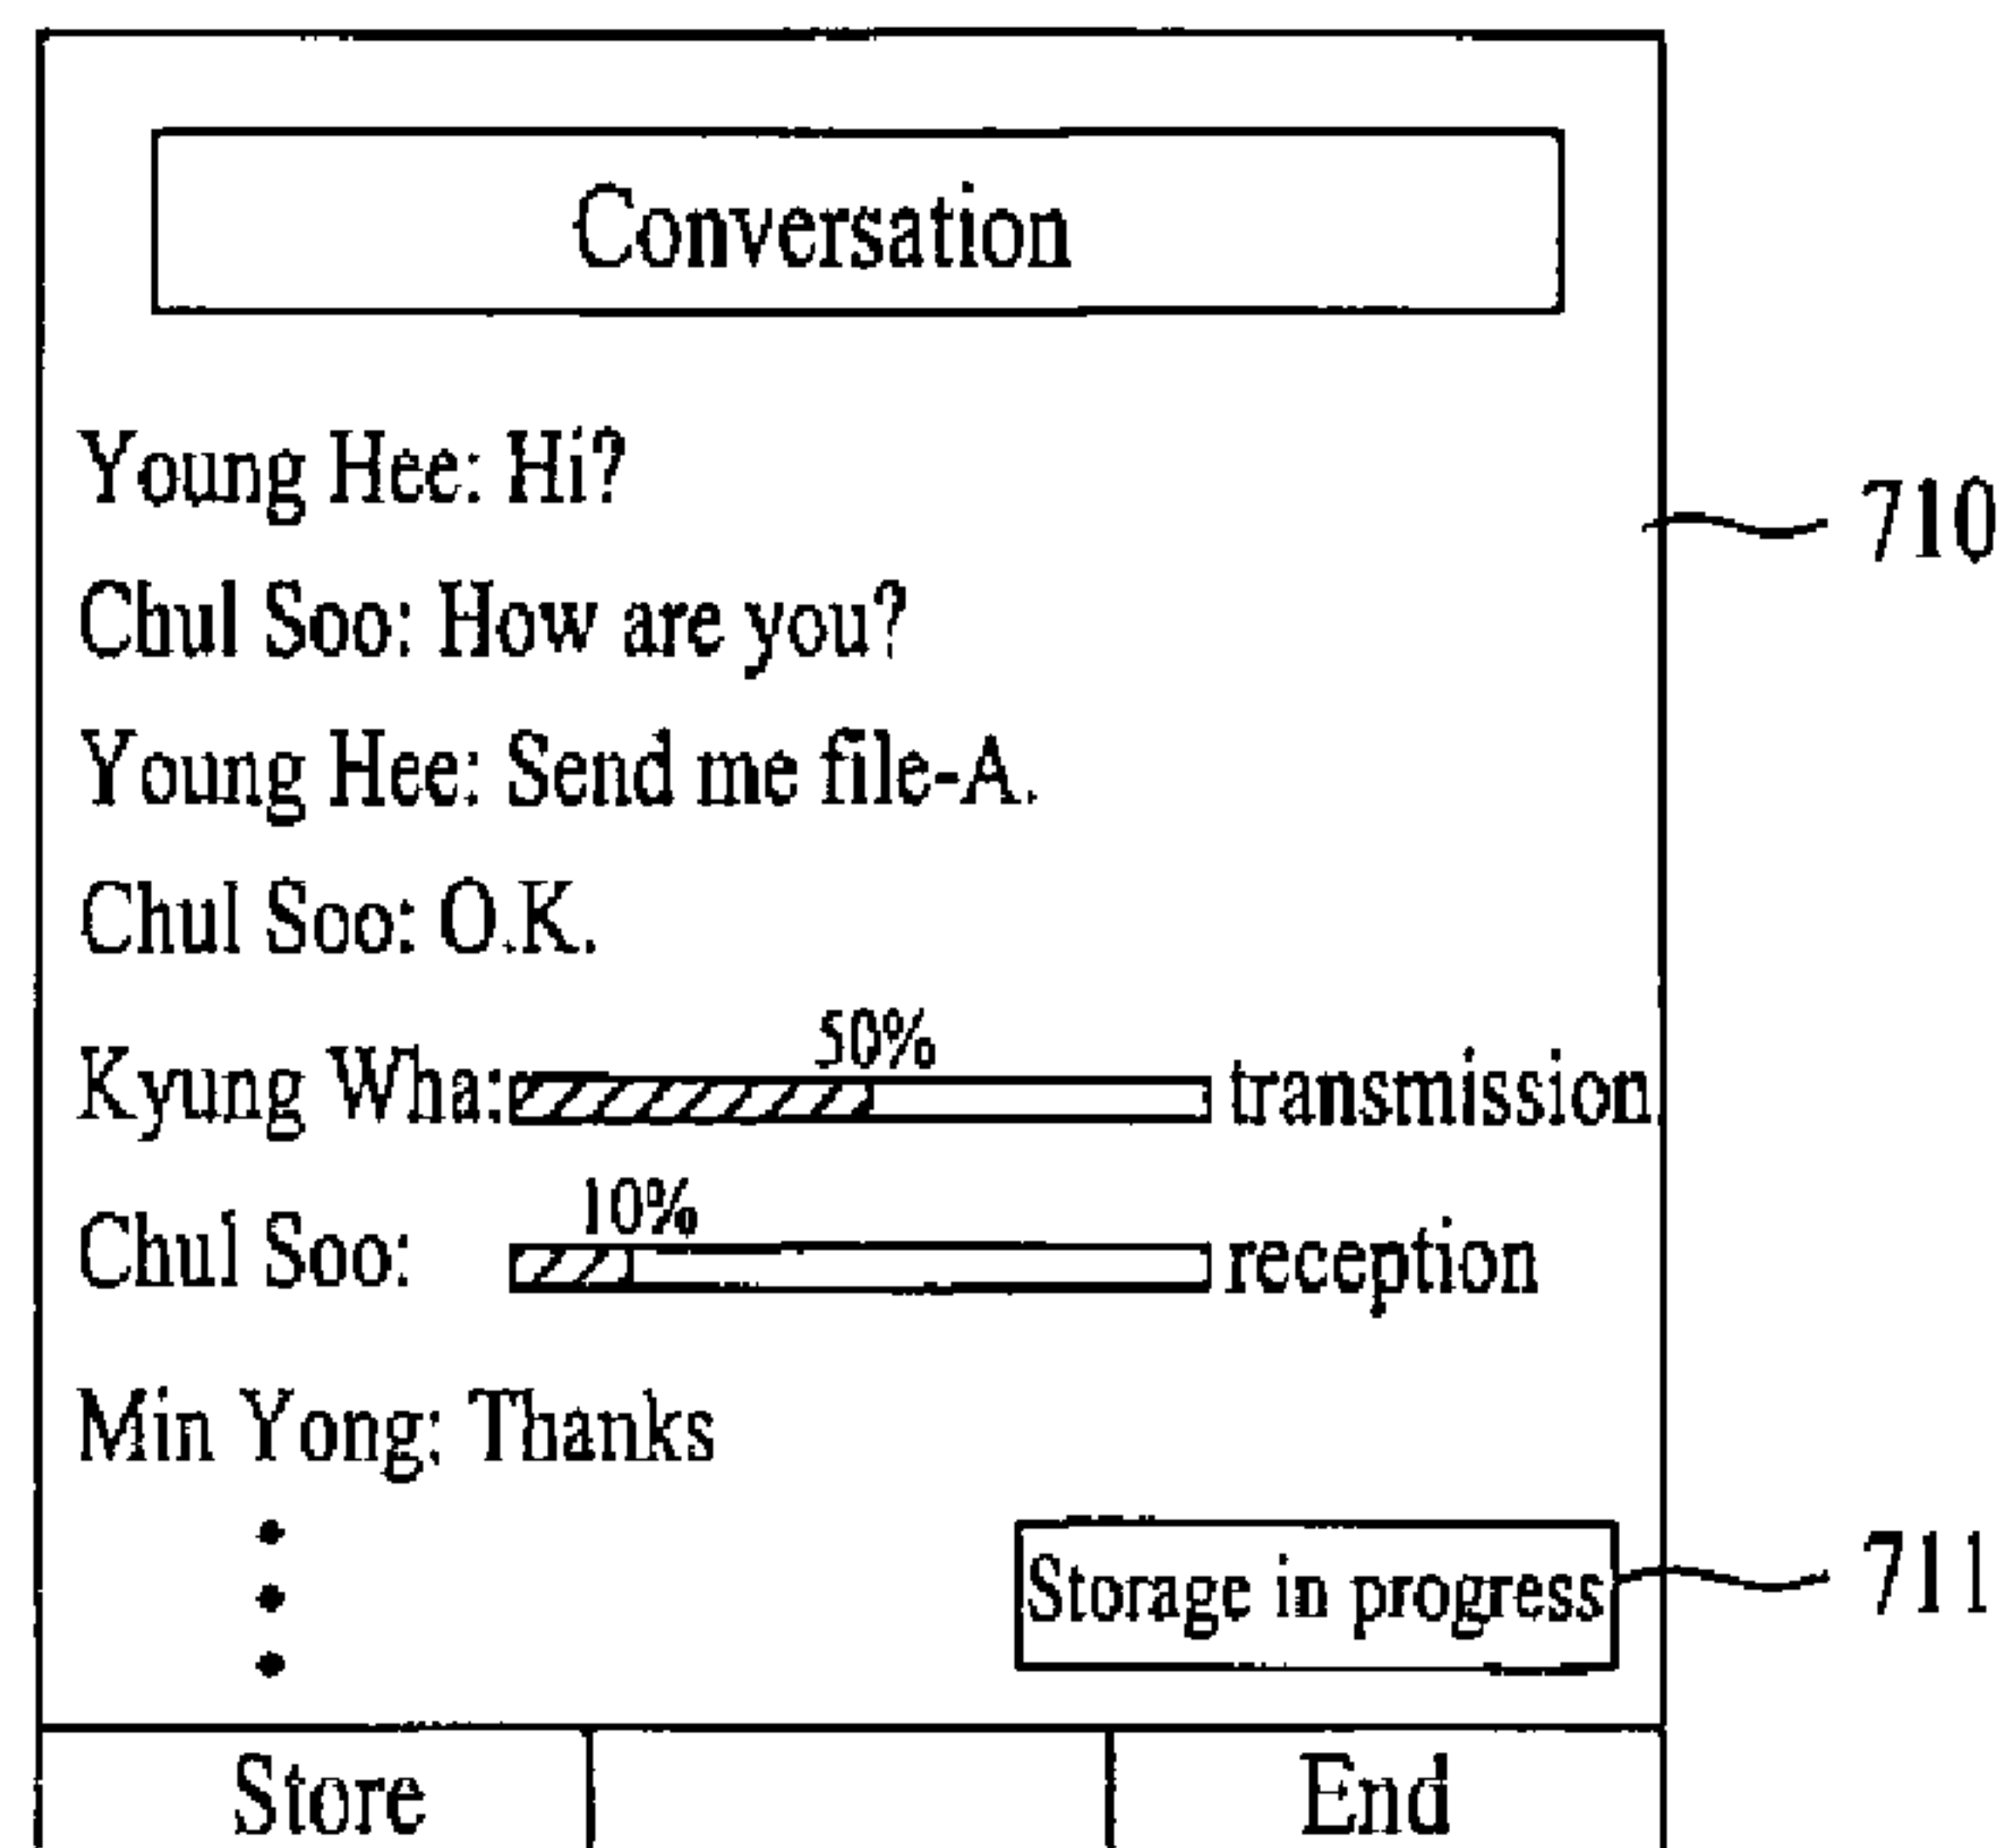 Conversation
Young Hee: Hi?
710
Chul Soo: How are you?
Young Hee: Send me file-A.
Chul Soo: O.K.
50%
Kyung Wha: transmission
10%
Chul Soo: reception
Min Yong: Thanks
Storage in progress
711
Store End